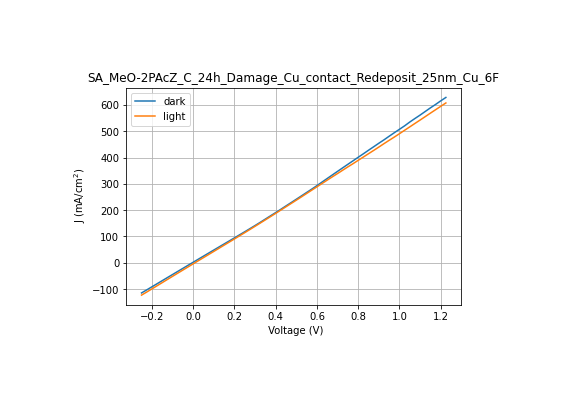 SA_MeO-2PAcZ_C_24h_Damage_Cu_contact_Redeposit_25nm_Cu_6F
dark
light
J (mA/cm²)
600
500
400
300
200
100
0
−100
−0.2 0.0 0.2 0.4 0.6 0.8 1.0 1.2
Voltage (V)